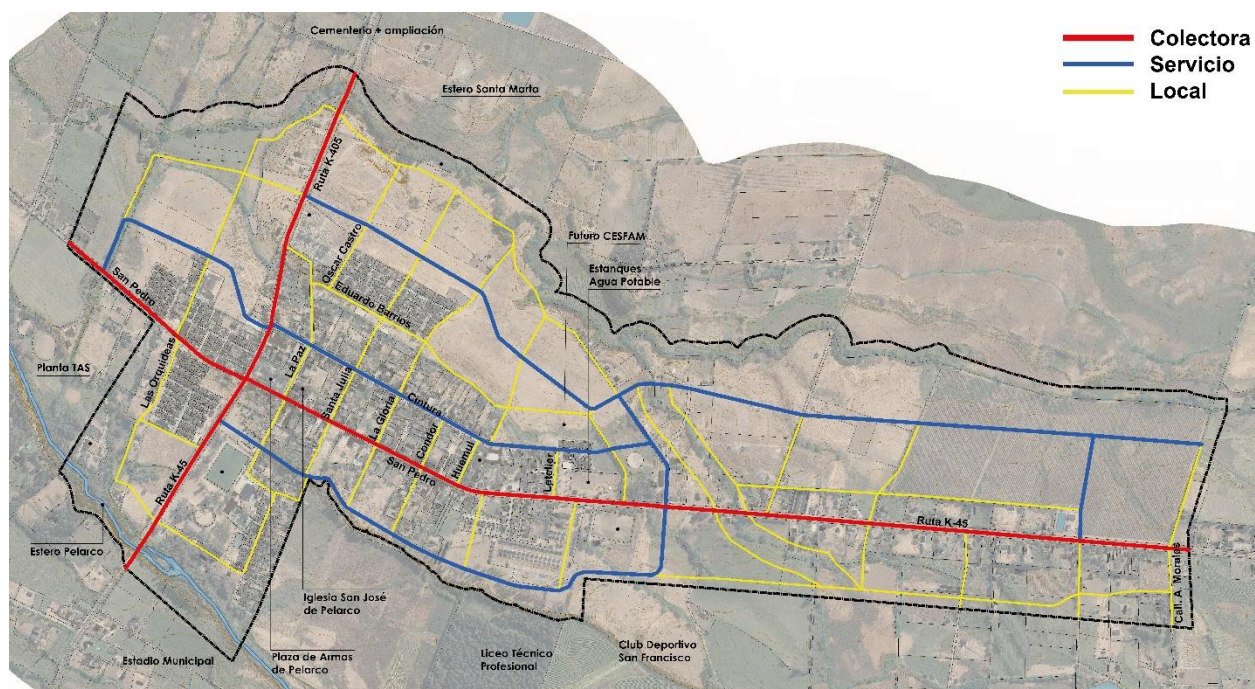 Cementerio + ampliación
Colectora
Servicio
Local
Estero Santa Marta
Ruta K-405
Futuro CESFAM
Estanques
Agua Potable
Oscar Castro
Eduardo Barrios
San Pedro
Planta TAS
Las Orquídeas
La Paz
Santa Julia
La Gloria
Cintura
Condor
Huemul
San Pedro
Letelier
Ruta K-45
Ruta K-45
Estero Pelarco
Call. A. Morales
Iglesia San José
de Pelarco
Estadio Municipal
Plaza de Armas
de Pelarco
Liceo Técnico
Profesional
Club Deportivo
San Francisco